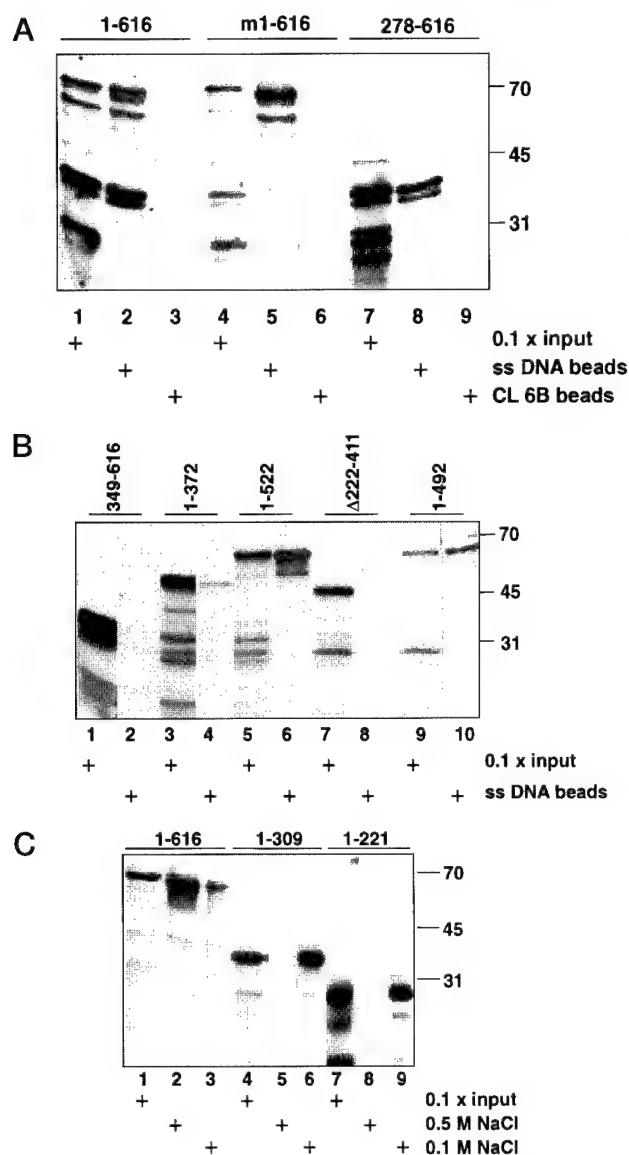 A
1-616 m1-616 278-616
70
45
31
1 2 3 4 5 6 7 8 9
+ + + 0.1 x input
+ + + ss DNA beads
+ + + CL 6B beads
B
349-616 1-372 1-522 Δ222-411 1-492
70
45
31
1 2 3 4 5 6 7 8 9 10
+ + + + + 0.1 x input
+ + + + + ss DNA beads
C
1-616 1-309 1-221
70
45
31
1 2 3 4 5 6 7 8 9
+ + + 0.1 x input
+ + + 0.5 M NaCl
+ + + 0.1 M NaCl